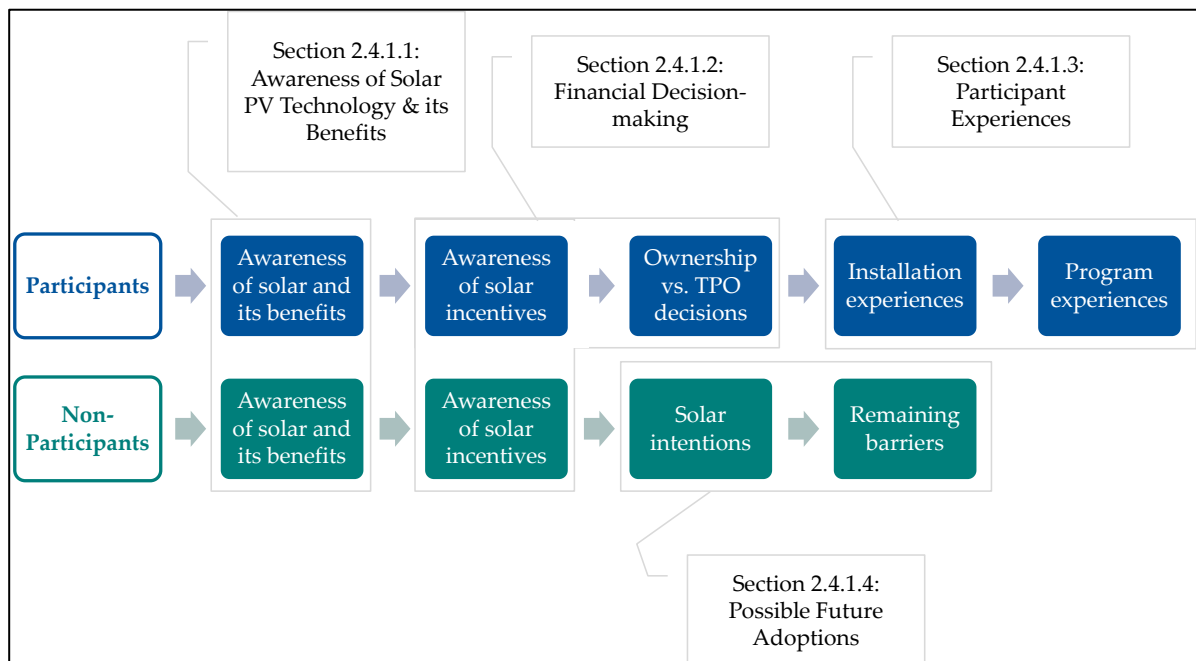 Section 2.4.1.1:
Awareness of Solar
PV Technology & its
Benefits
Section 2.4.1.2:
Financial Decision-
making
Section 2.4.1.3:
Participant
Experiences
Participants
Awareness
of solar and
its benefits
Awareness
of solar
incentives
Ownership
vs. TPO
decisions
Installation
experiences
Program
experiences
Non-
Participants
Awareness
of solar and
its benefits
Awareness
of solar
incentives
Solar
intentions
Remaining
barriers
Section 2.4.1.4:
Possible Future
Adoptions